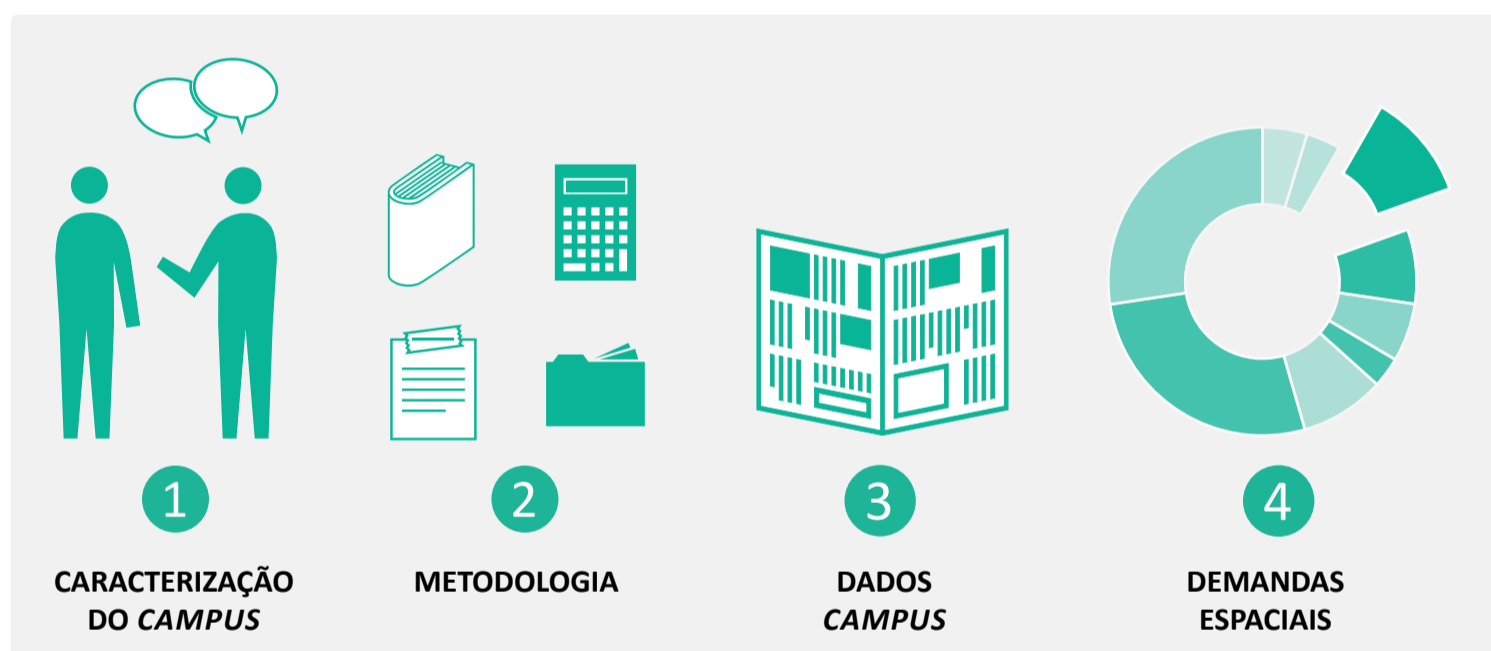 1
CARACTERIZAÇÃO
DO CAMPUS
2
METODOLOGIA
3
DADOS
CAMPUS
4
DEMANDAS
ESPACIAIS